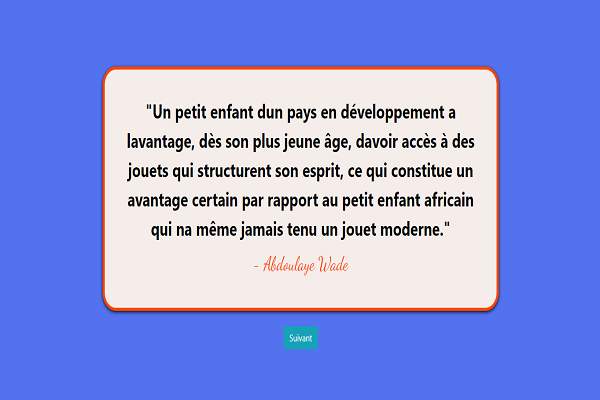 "Un petit enfant dun pays en développement a
lavantage, dès son plus jeune âge, davoir accès à des
jouets qui structurent son esprit, ce qui constitue un
avantage certain par rapport au petit enfant africain
qui na même jamais tenu un jouet moderne."
- Abdoulaye Wade
Suivant